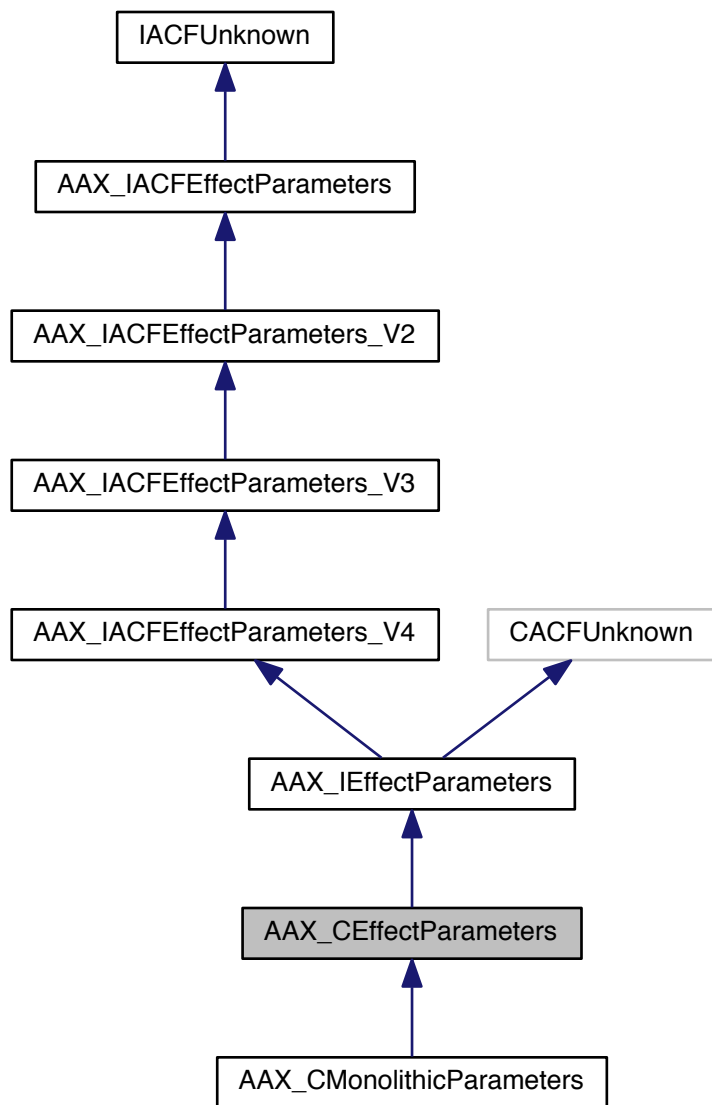 IACFUnknown
AAX_IACFEffectParameters
AAX_IACFEffectParameters_V2
AAX_IACFEffectParameters_V3
AAX_IACFEffectParameters_V4
CACFUnknown
AAX_IEffectParameters
AAX_CEffectParameters
AAX_CMonolithicParameters